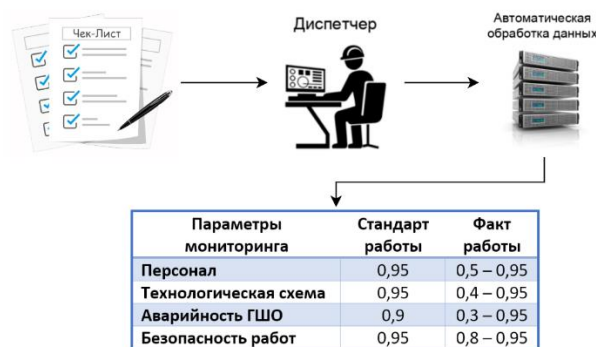 Чек-Лист
Диспетчер
Автоматическая
обработка данных
Параметры мониторинга Стандарт работы Факт работы
Персонал 0,95 0,5 – 0,95
Технологическая схема 0,95 0,4 – 0,95
Аварийность ГШО 0,9 0,3 – 0,95
Безопасность работ 0,95 0,8 – 0,95